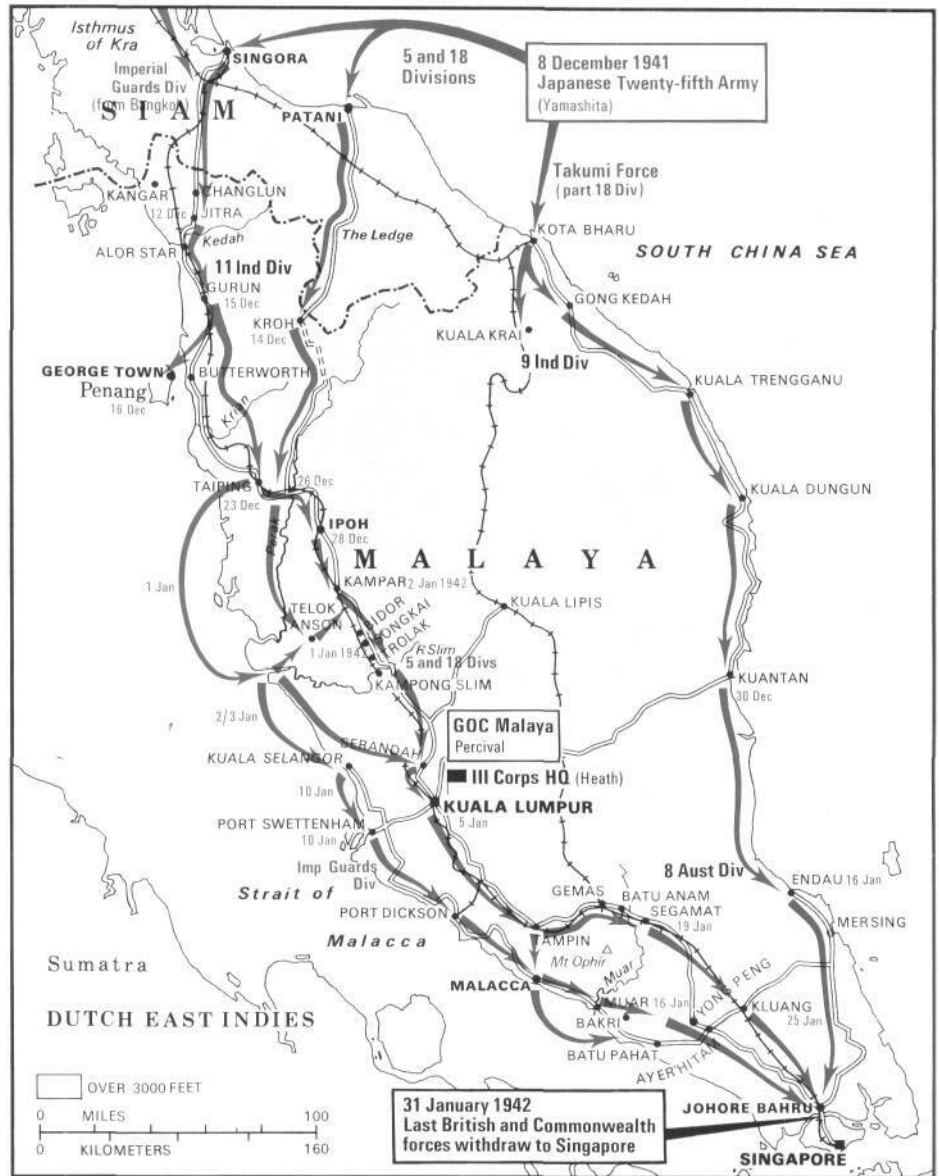 Isthmus
of Kra
SINGORA
Imperial
Guards Div
(from Bangkok)
SIAM
5 and 18
Divisions
8 December 1941
Japanese Twenty-fifth Army
(Yamashita)
PATANI
Takumi Force
(part 18 Div)
KANGAR
CHANGLUN
12 Dec
JITRA
Kedah
The Ledge
KOTA BHARU
SOUTH CHINA SEA
ALOR STAR
11 Ind Div
GURUN
15 Dec
GONG KEDAH
KROH
14 Dec
KUALA KRAI
9 Ind Div
GEORGE TOWN
Penang
16 Dec
BUTTERWORTH
KUALA TRENGGANU
Krian
TAIPING
23 Dec
26 Dec
KUALA DUNGUN
IPOH
28 Dec
Perak
MALAYA
1 Jan
KAMPAR
2 Jan 1942
TELOK
ANSON
1 Jan 1942
BIDOR
SONGKAI
TROLAK
KUALA LIPIS
R Slim
5 and 18 Divs
KAMPONG SLIM
KUANTAN
30 Dec
2/3 Jan
GOC Malaya
Percival
SERANDAH
KUALA SELANGOR
III Corps HQ (Heath)
10 Jan
KUALA LUMPUR
5 Jan
PORT SWETTENHAM
10 Jan
Imp Guards
Div
8 Aust Div
Strait of
Malacca
GEMAS
BATU ANAM
SEGAMAT
19 Jan
ENDAU 16 Jan
PORT DICKSON
MERSING
TAMPIN
Mt Ophir
Sumatra
MALACCA
Muar
MUAR 16 Jan
YONG PENG
KLUANG
25 Jan
DUTCH EAST INDIES
BAKRI
BATU PAHAT
AYER HITAM
OVER 3000 FEET
0 MILES 100
0 KILOMETERS 160
31 January 1942
Last British and Commonwealth
forces withdraw to Singapore
JOHORE BAHRU
SINGAPORE